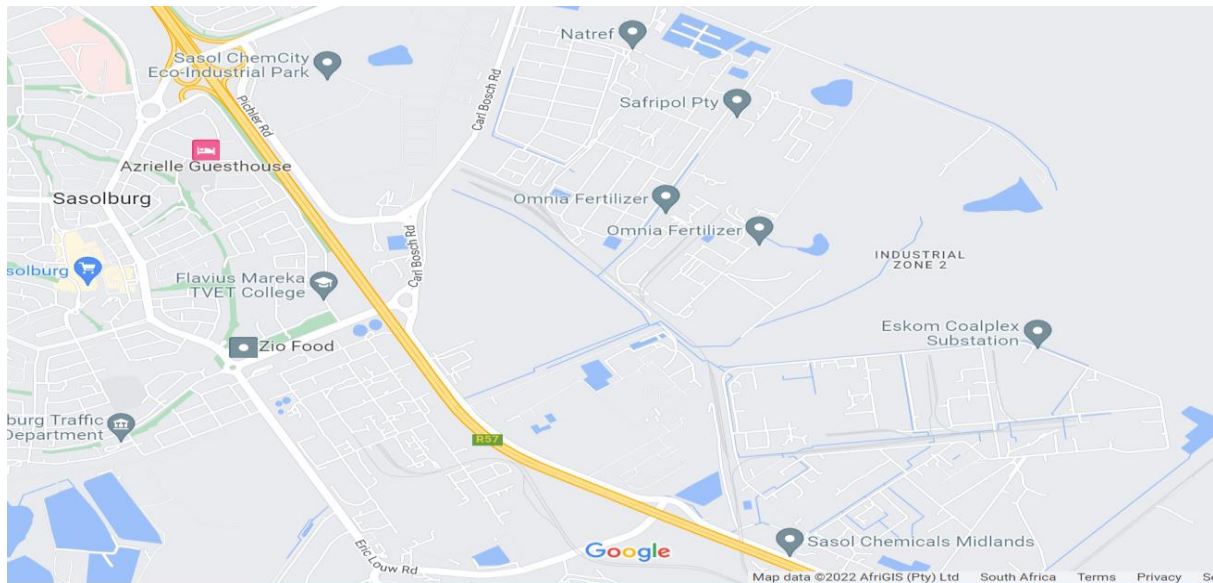 Natref
Sasol ChemCity
Eco-Industrial Park
Carl Bosch Rd
Pichler Rd
Safripol Pty
Azrielle Guesthouse
Sasolburg
Omnia Fertilizer
Omnia Fertilizer
Carl Bosch Rd
INDUSTRIAL
ZONE 2
solburg
Flavius Mareka
TVET College
Eskom Coalplex
Substation
Zio Food
burg Traffic
Department
R57
Eric Louw Rd
Google
Sasol Chemicals Midlands
Map data ©2022 AfriGIS (Pty) Ltd South Africa Terms Privacy S